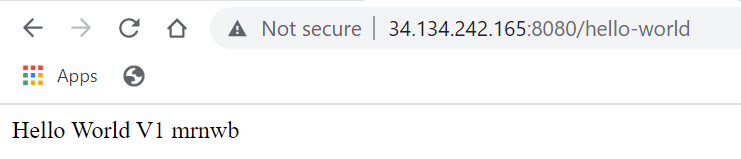 Not secure 34.134.242.165:8080/hello-world
Apps
Hello World V1 mrnwb